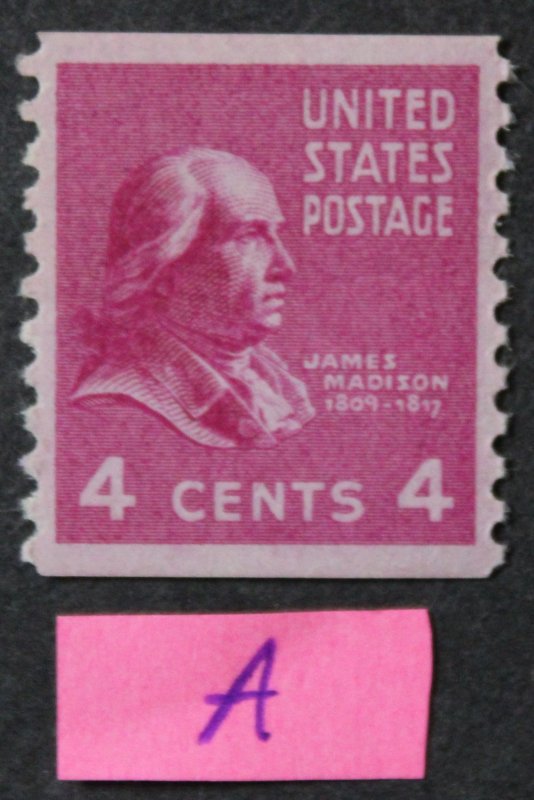 UNITED
STATES
POSTAGE
JAMES
MADISON
1809-1817
4 CENTS 4
A